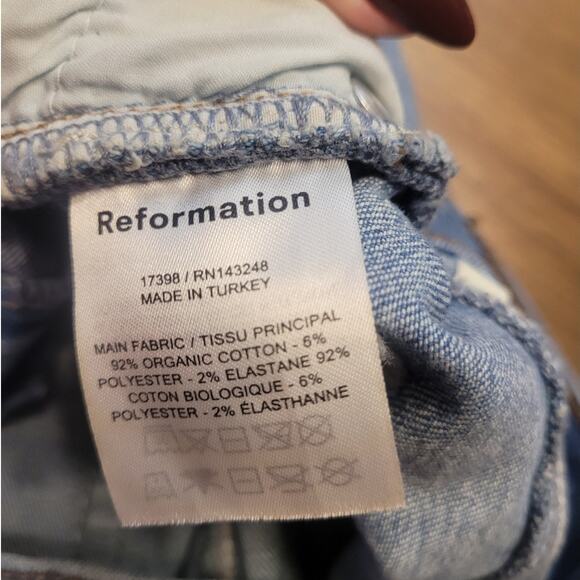 Reformation
17398 / RN143248
MADE IN TURKEY
MAIN FABRIC / TISSU PRINCIPAL
92% ORGANIC COTTON - 6%
POLYESTER - 2% ELASTANE 92%
COTON BIOLOGIQUE - 6%
POLYESTER - 2% ÉLASTHANNE